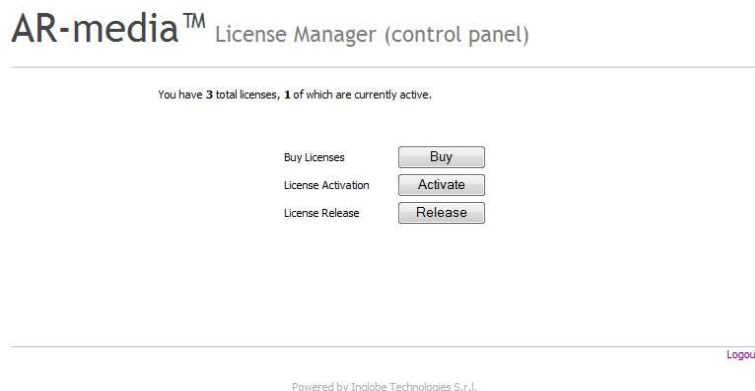 AR-media™ License Manager (control panel)
You have 3 total licenses, 1 of which are currently active.
Buy Licenses Buy
License Activation Activate
License Release Release
Logou
Powered by Inglobe Technologies S.r.l.